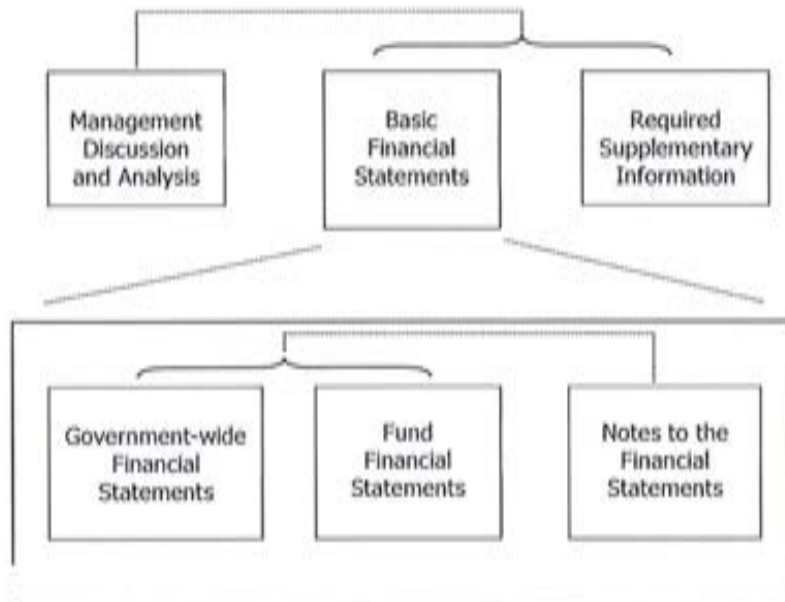 Management
Discussion
and Analysis
Basic
Financial
Statements
Required
Supplementary
Information
Government-wide
Financial
Statements
Fund
Financial
Statements
Notes to the
Financial
Statements